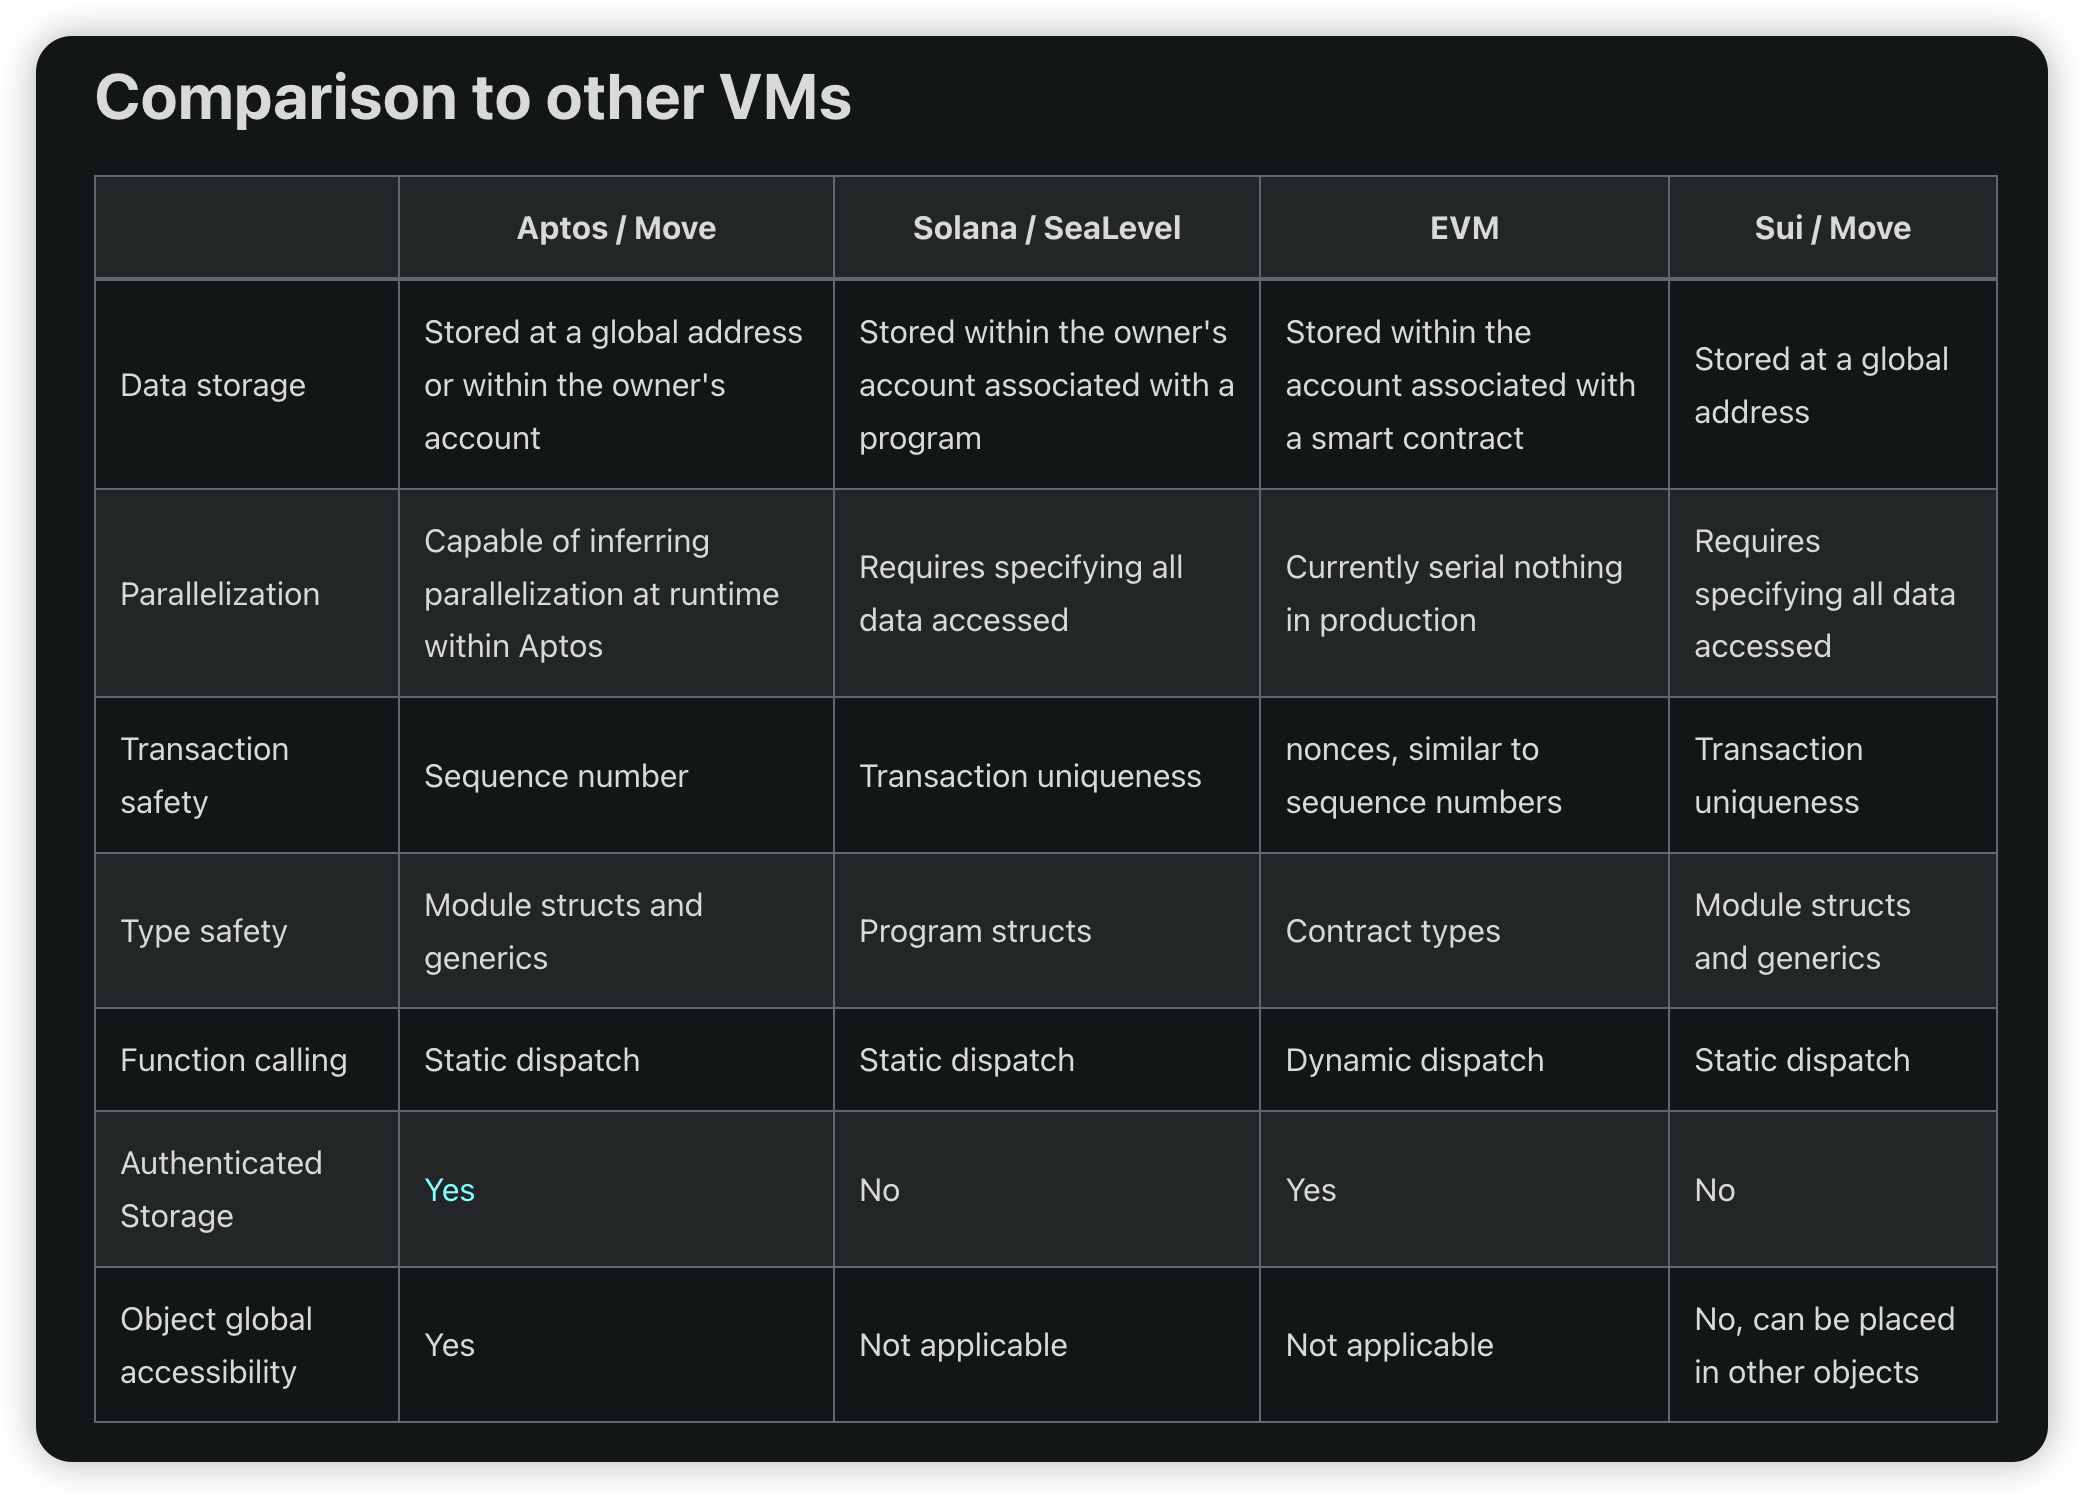 Comparison to other VMs
Aptos / Move
Solana / SeaLevel
EVM
Sui / Move
Data storage
Stored at a global address
or within the owner's
account
Stored within the owner's
account associated with a
program
Stored within the
account associated with
a smart contract
Stored at a global
address
Parallelization
Capable of inferring
parallelization at runtime
within Aptos
Requires specifying all
data accessed
Currently serial nothing
in production
Requires
specifying all data
accessed
Transaction
safety
Sequence number
Transaction uniqueness
nonces, similar to
sequence numbers
Transaction
uniqueness
Type safety
Module structs and
generics
Program structs
Contract types
Module structs
and generics
Function calling
Static dispatch
Static dispatch
Dynamic dispatch
Static dispatch
Authenticated
Storage
Yes
No
Yes
No
Object global
accessibility
Yes
Not applicable
Not applicable
No, can be placed
in other objects